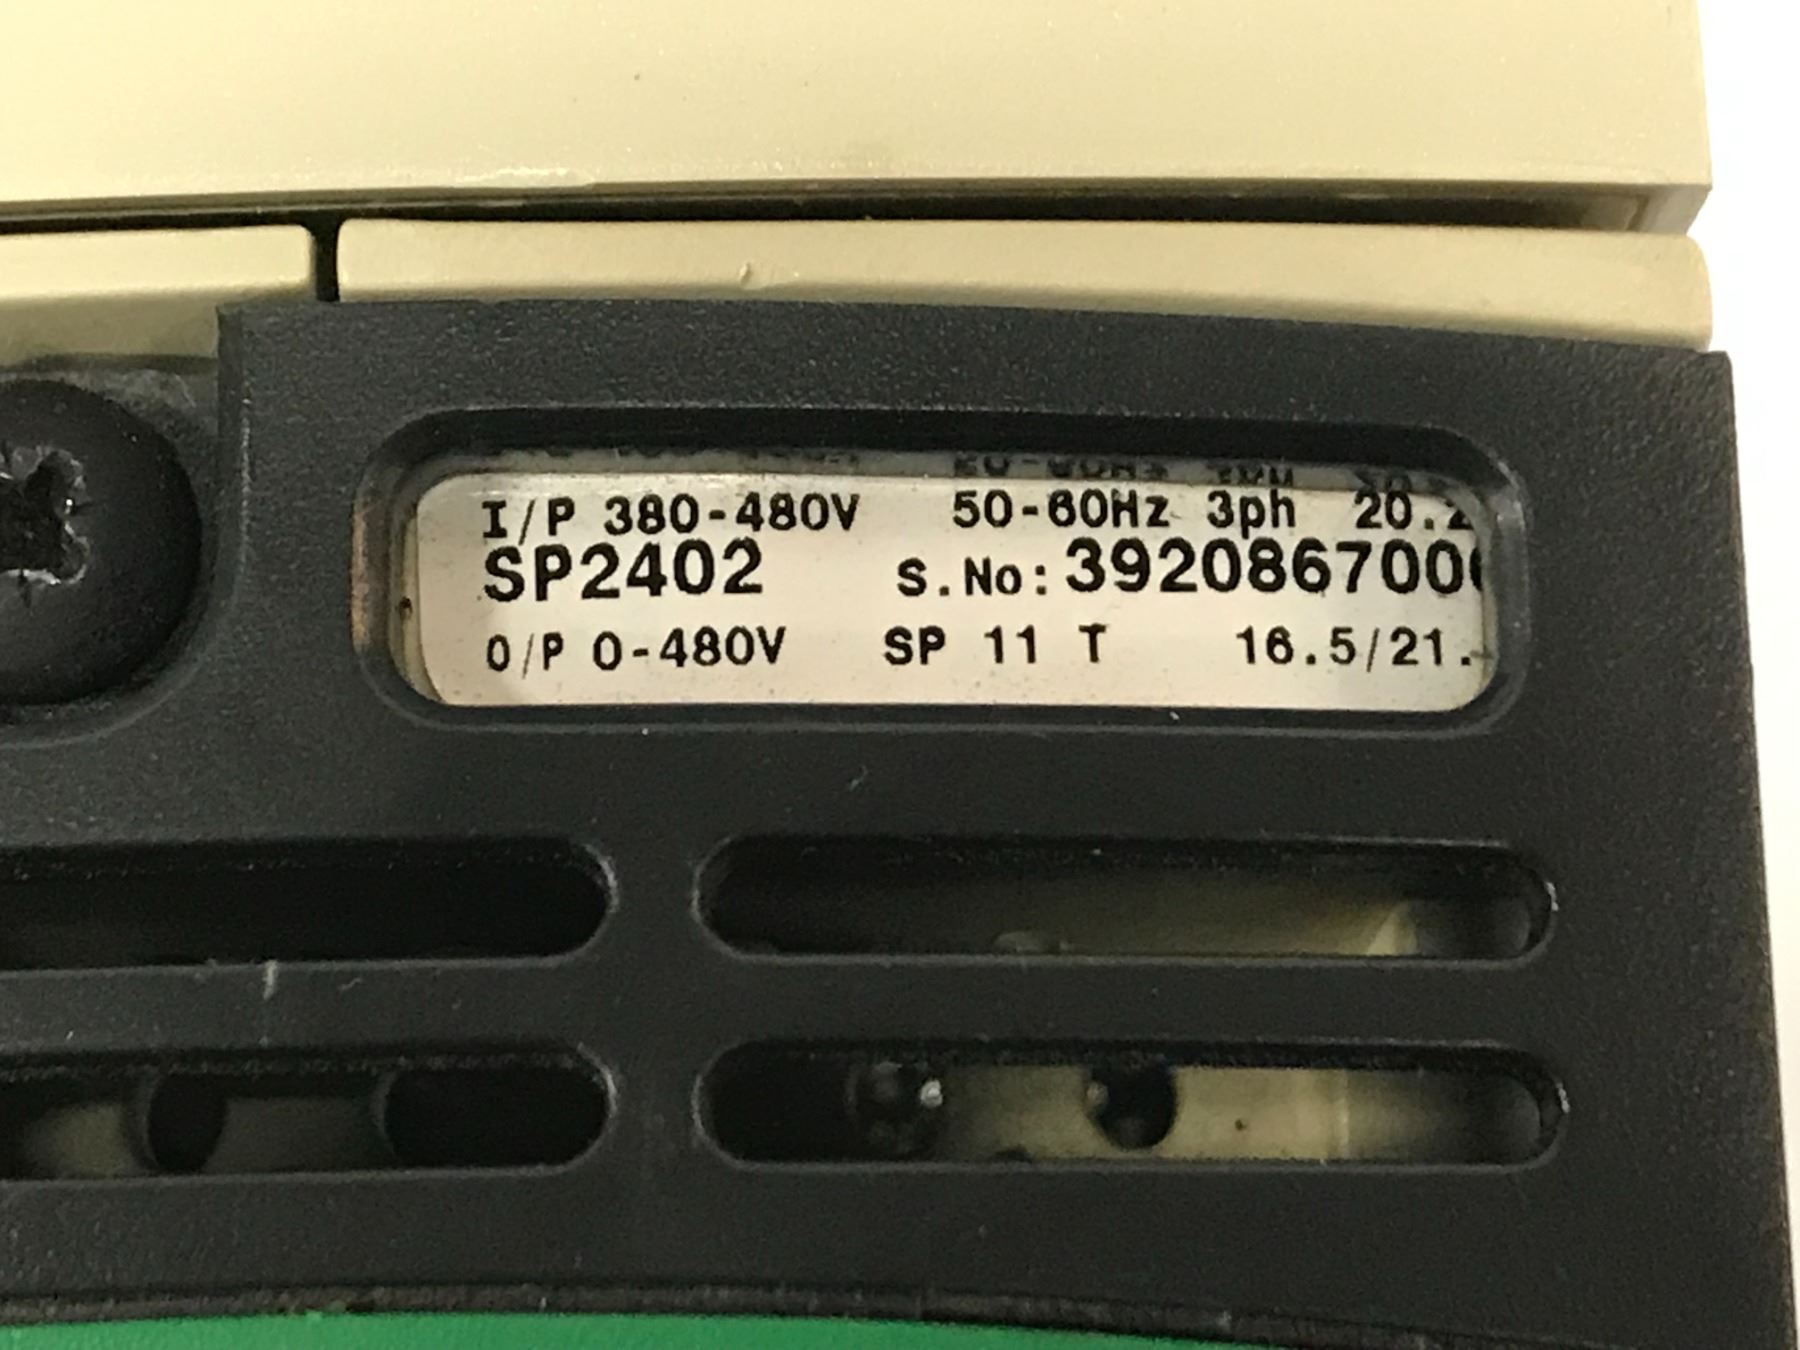 I/P 380-480V 50-60Hz 3ph 20.2
SP2402 S.No: 392086700
O/P 0-480V SP 11 T 16.5/21.